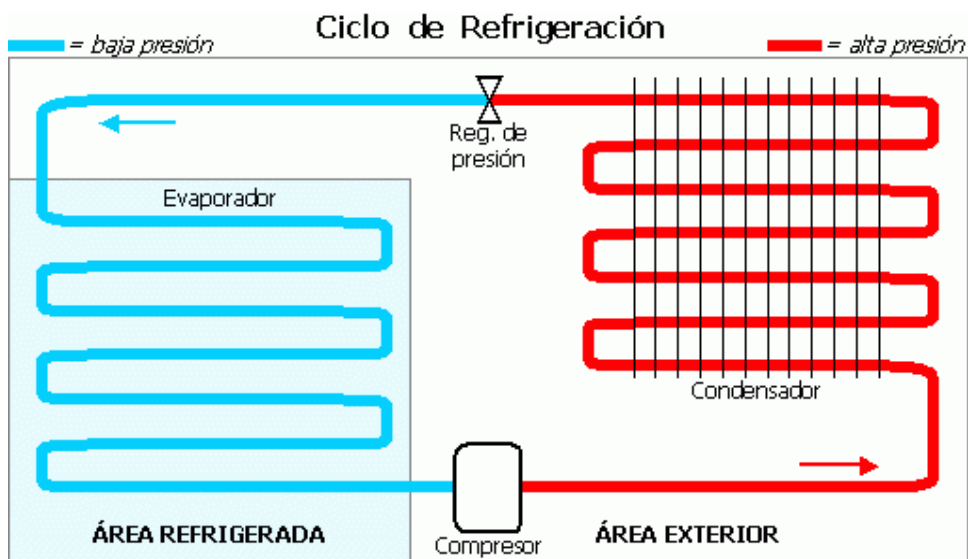 Ciclo de Refrigeración
= baja presión
= alta presión
Reg. de
presión
Evaporador
Condensador
ÁREA REFRIGERADA
Compresor
ÁREA EXTERIOR